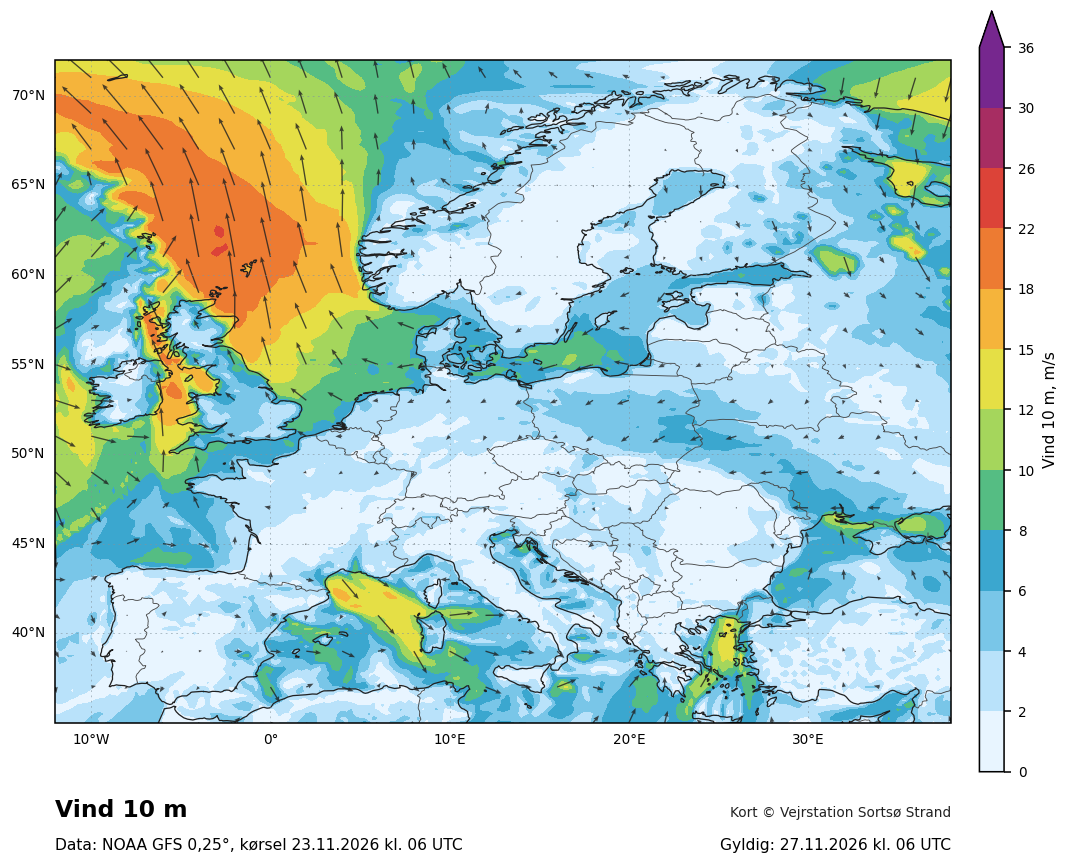 36
30
26
22
18
15
12
10
8
6
4
2
0
Vind 10 m, m/s
70°N
65°N
60°N
55°N
50°N
45°N
40°N
10°W
0°
10°E
20°E
30°E
Vind 10 m
Kort © Vejrstation Sortsø Strand
Data: NOAA GFS 0,25°, kørsel 23.11.2026 kl. 06 UTC
Gyldig: 27.11.2026 kl. 06 UTC